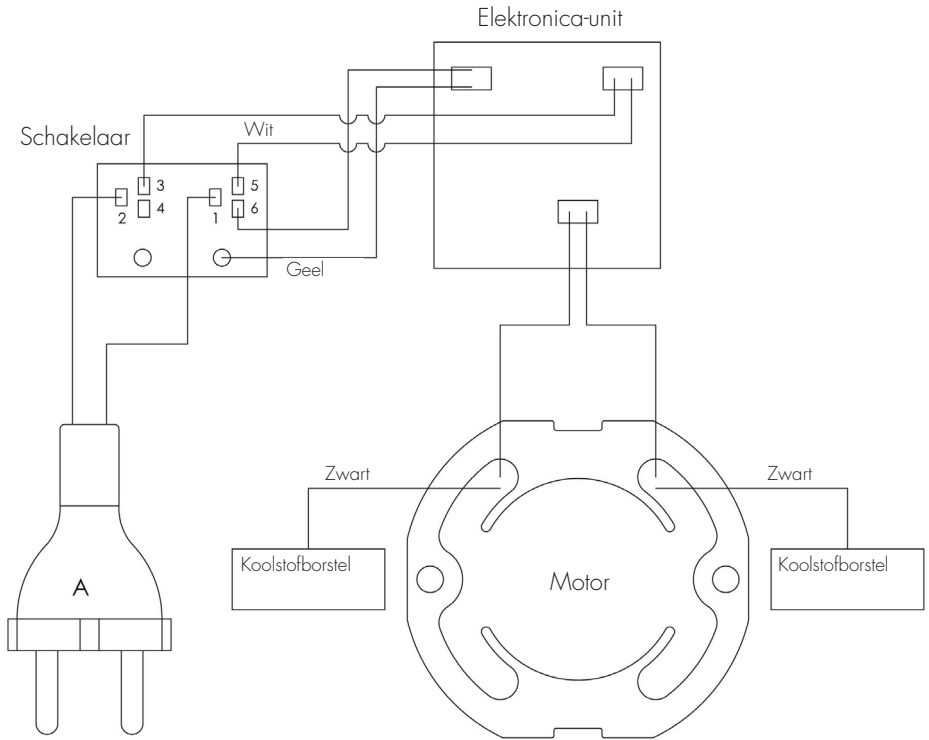 Elektronica-unit
Schakelaar
Wit
3
5
2
4
1
6
Geel
Zwart
Zwart
Koolstofborstel
Koolstofborstel
A
Motor